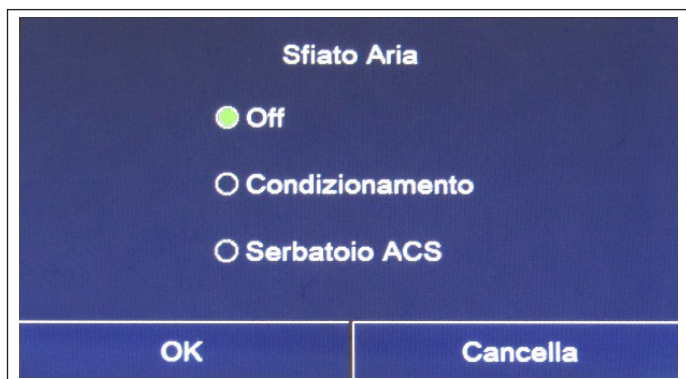 Sfiato Aria
Off
Condizionamento
Serbatoio ACS
OK
Cancella